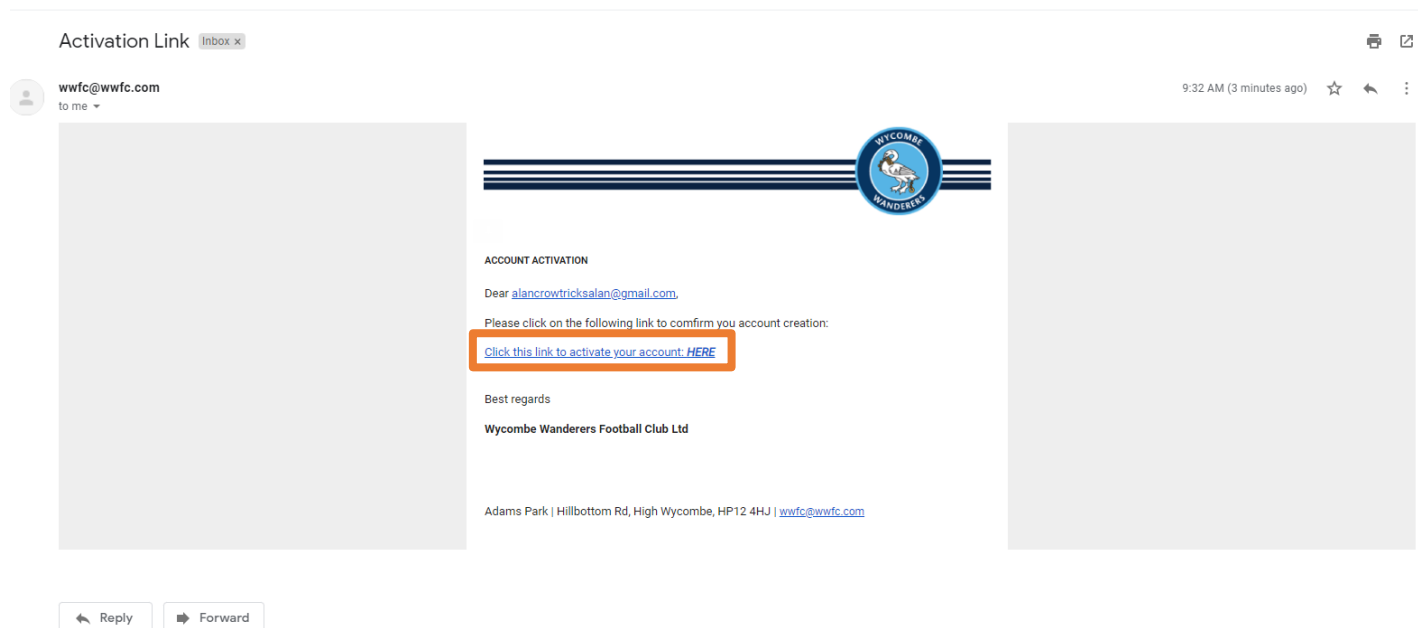 Activation Link Inbox x
wwfc@wwfc.com 9:32 AM (3 minutes ago)
to me
WYCOMBE
WANDERERS
ACCOUNT ACTIVATION
Dear alancrowtricksalan@gmail.com,
Please click on the following link to comfirm you account creation:
Click this link to activate your account: HERE
Best regards
Wycombe Wanderers Football Club Ltd
Adams Park | Hillbottom Rd, High Wycombe, HP12 4HJ | wwfc@wwfc.com
Reply Forward